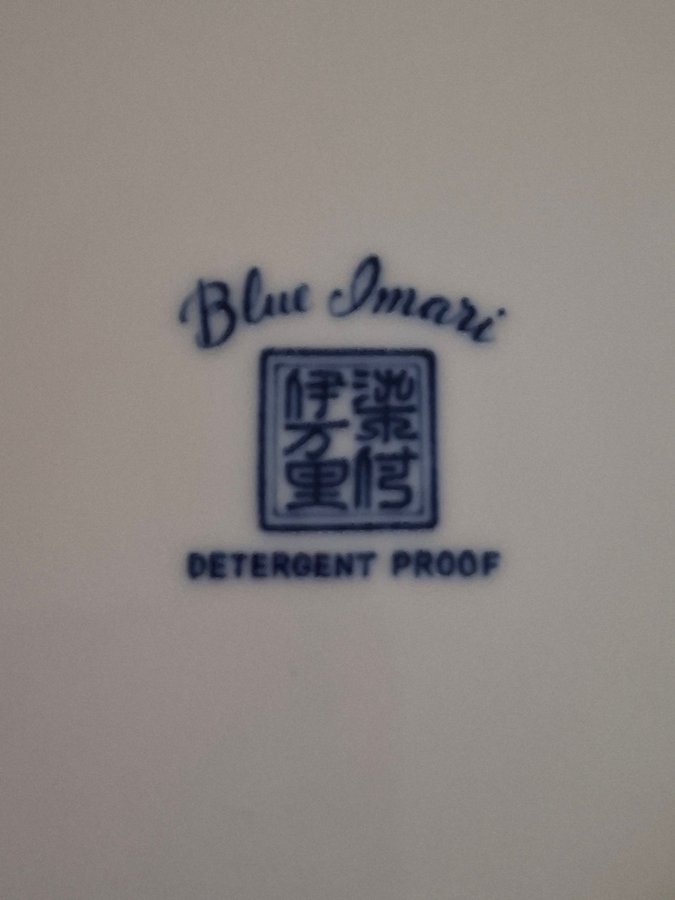 Blue Imari
染付
伊万里
DETERGENT PROOF